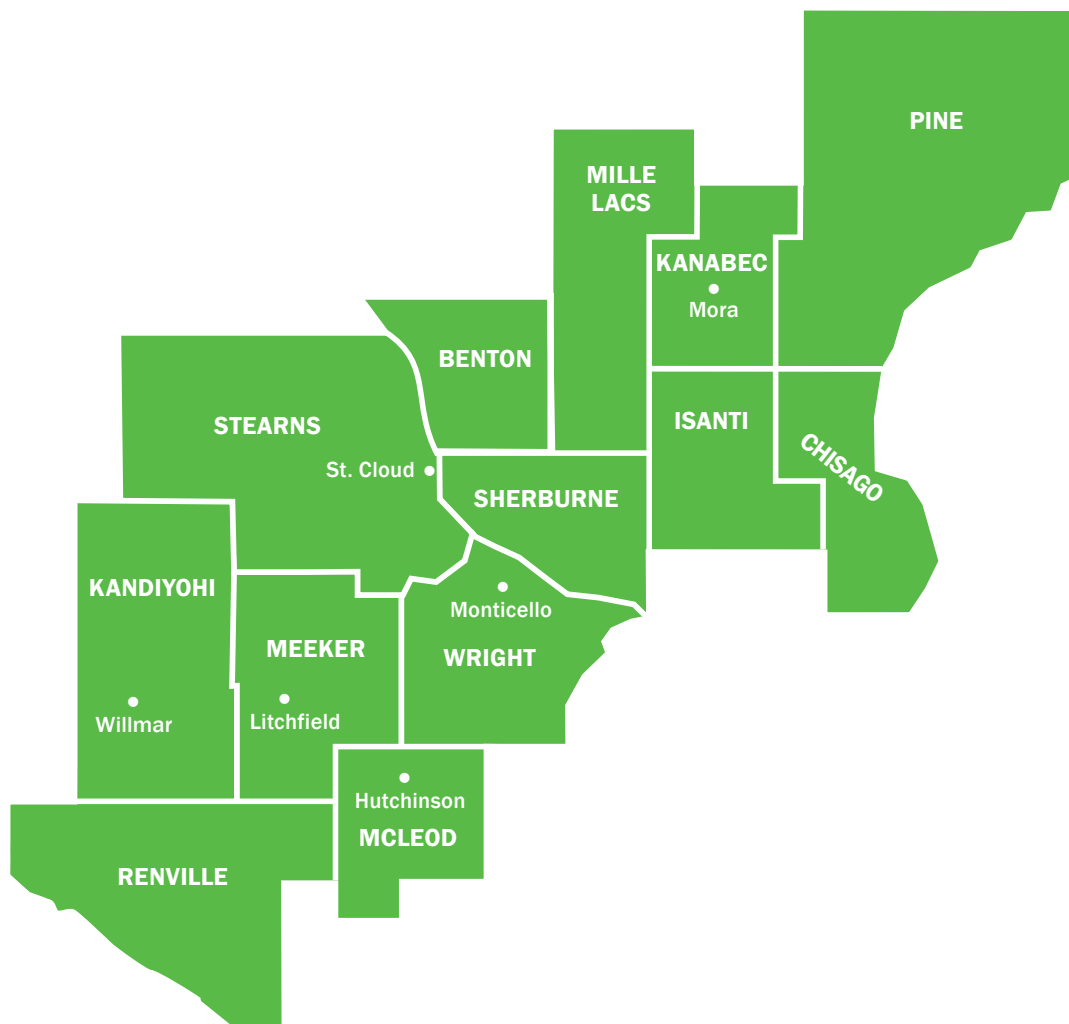 PINE
MILLE
LACS
KANABEC
Mora
BENTON
STEARNS
ISANTI
CHISAGO
St. Cloud
SHERBURNE
KANDIYOHI
Monticello
MEEKER
WRIGHT
Willmar
Litchfield
Hutchinson
MCLEOD
RENVILLE